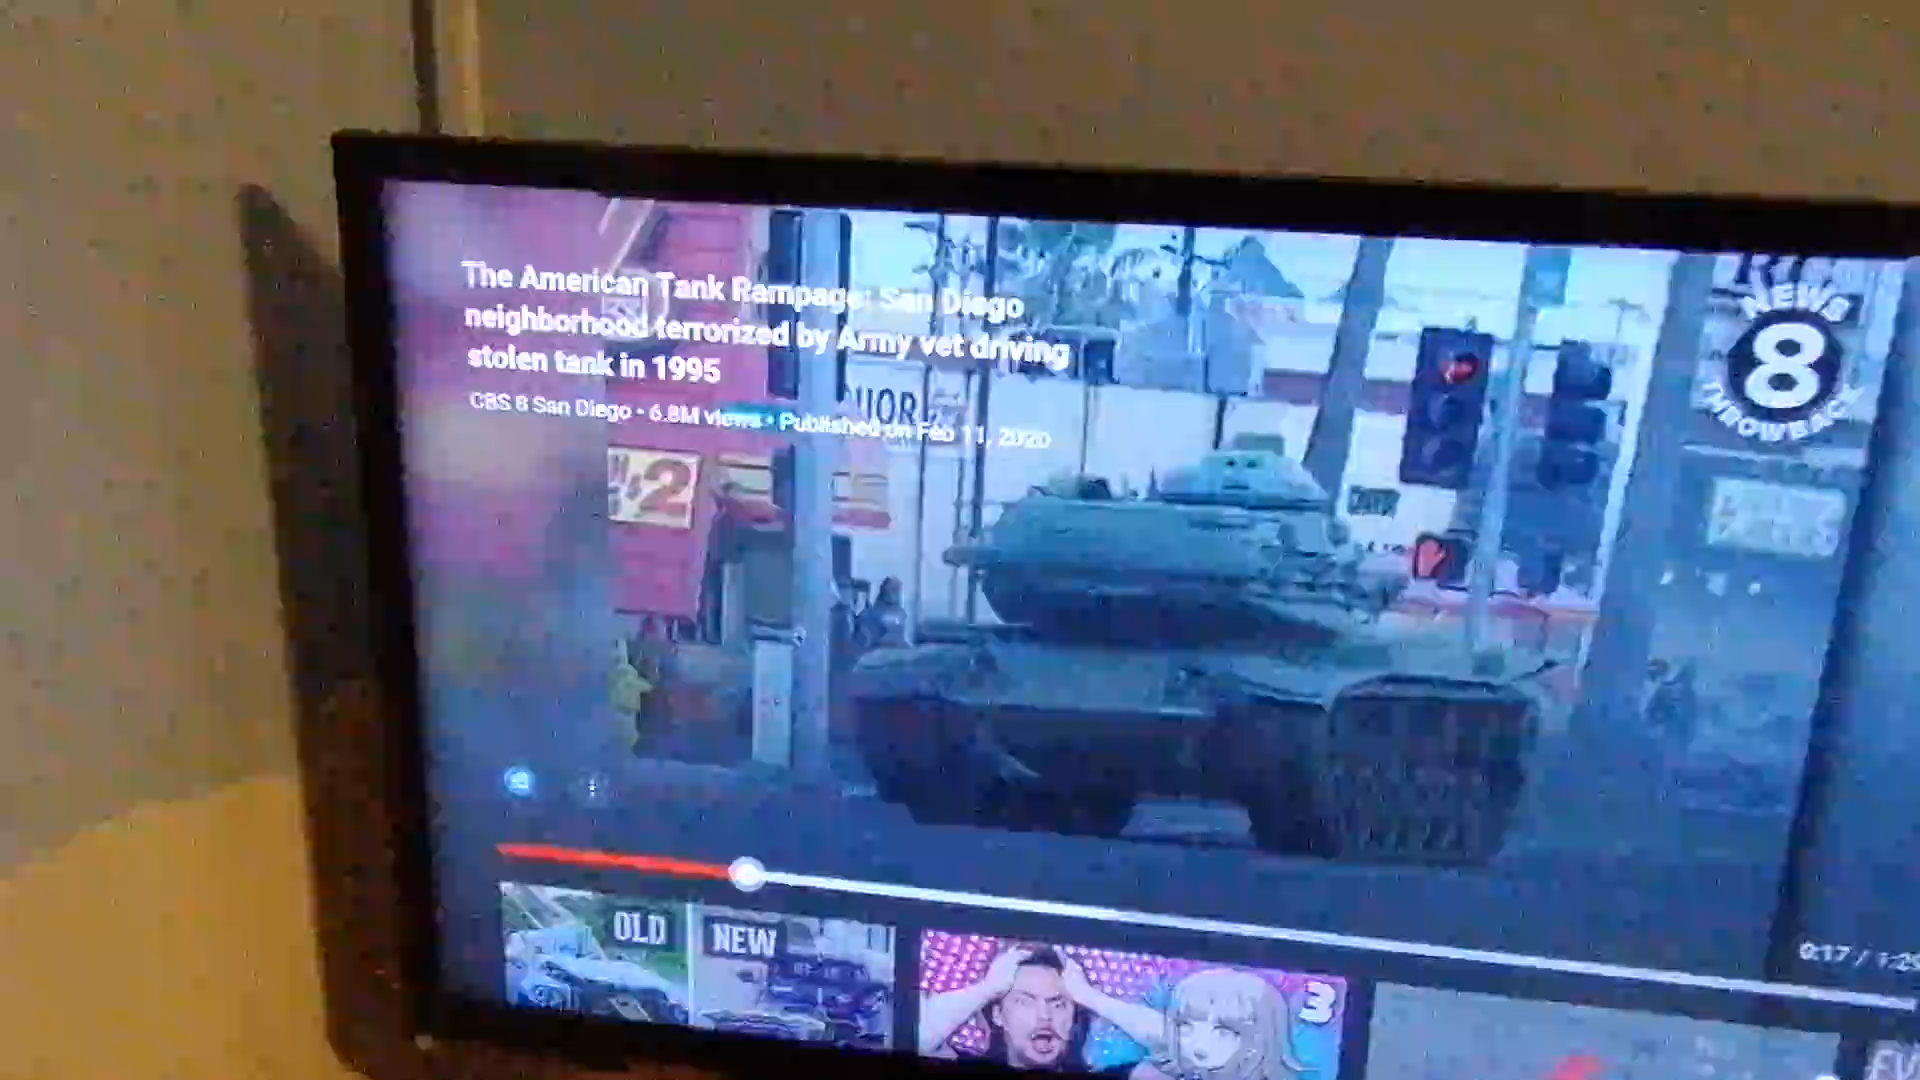 The American Tank Rampage: San Diego
neighborhood terrorized by Army vet driving
stolen tank in 1995
CBS 8 San Diego • 6.8M views • Published on Feb 11, 2020
NEWS
8
THROWBACK
2
OLD
NEW
3
0:17 / 1:29